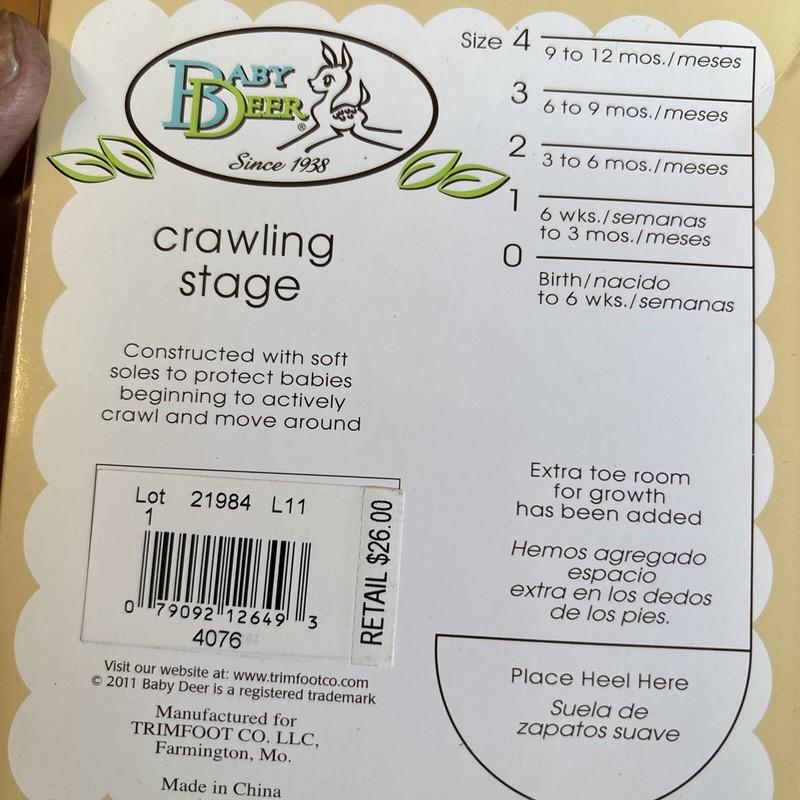 BABY
DEER®
Since 1938
crawling
stage
Constructed with soft
soles to protect babies
beginning to actively
crawl and move around
Lot 21984 L11
1
0 79092 12649 3
4076
RETAIL $26.00
Visit our website at: www.trimfootco.com
© 2011 Baby Deer is a registered trademark
Manufactured for
TRIMFOOT CO. LLC,
Farmington, Mo.
Made in China
Size 4
9 to 12 mos./meses
3
6 to 9 mos./meses
2
3 to 6 mos./meses
1
6 wks./semanas
to 3 mos./meses
0
Birth/nacido
to 6 wks./semanas
Extra toe room
for growth
has been added
Hemos agregado
espacio
extra en los dedos
de los pies.
Place Heel Here
Suela de
zapatos suave